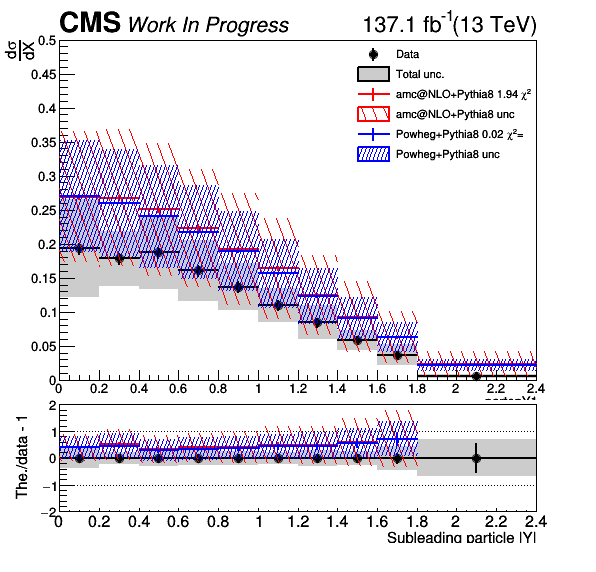 CMS Work In Progress 137.1 fb⁻¹(13 TeV)
dσ
dX
0.5
0.45
0.4
0.35
0.3
0.25
0.2
0.15
0.1
0.05
0
Data
Total unc.
amc@NLO+Pythia8 1.94 χ²
amc@NLO+Pythia8 unc
Powheg+Pythia8 0.02 χ²=
Powheg+Pythia8 unc
0 0.2 0.4 0.6 0.8 1 1.2 1.4 1.6 1.8 2 2.2 2.4
The./data - 1
2
1
0
−1
−2
0 0.2 0.4 0.6 0.8 1 1.2 1.4 1.6 1.8 2 2.2 2.4
Subleading particle |Y|